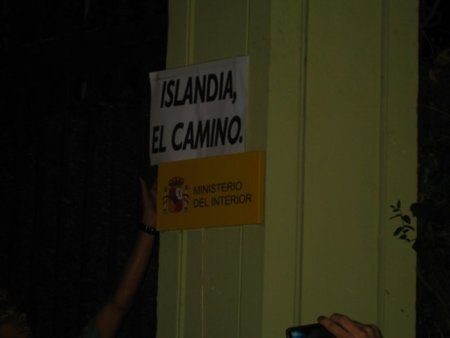 ISLANDIA,
EL CAMINO.
MINISTERIO
DEL INTERIOR